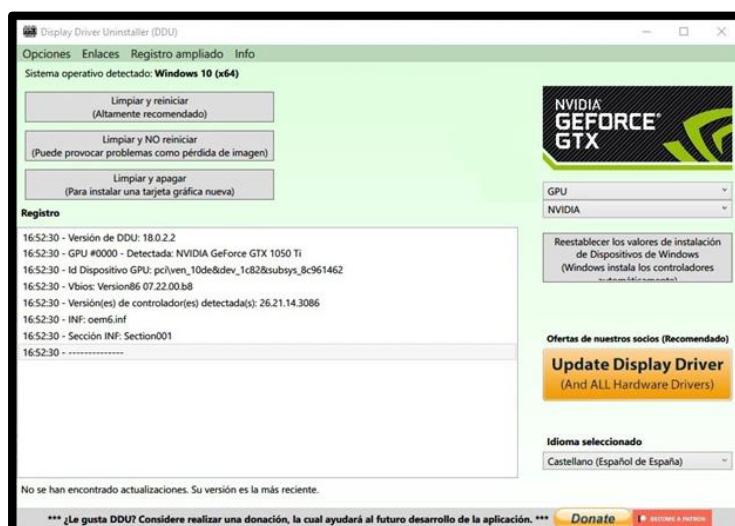 Display Driver Uninstaller (DDU)
Opciones Enlaces Registro ampliado Info
Sistema operativo detectado: Windows 10 (x64)
Limpiar y reiniciar
(Altamente recomendado)
Limpiar y NO reiniciar
(Puede provocar problemas como pérdida de imagen)
Limpiar y apagar
(Para instalar una tarjeta gráfica nueva)
NVIDIA
GEFORCE
GTX
GPU
NVIDIA
Registro
16:52:30 - Versión de DDU: 18.0.2.2
16:52:30 - GPU #0000 - Detectada: NVIDIA GeForce GTX 1050 Ti
16:52:30 - Id Dispositivo GPU: pci\ven_10de&dev_1c82&subsys_8c961462
16:52:30 - Vbios: Version86 07.22.00.b8
16:52:30 - Versión(es) de controlador(es) detectada(s): 26.21.14.3086
16:52:30 - INF: oem6.inf
16:52:30 - Sección INF: Section001
16:52:30 - --------------
Reestablecer los valores de instalación
de Dispositivos de Windows
(Windows instala los controladores
automáticamente)
Ofertas de nuestros socios (Recomendado)
Update Display Driver
(And ALL Hardware Drivers)
Idioma seleccionado
Castellano (Español de España)
No se han encontrado actualizaciones. Su versión es la más reciente.
*** ¿Le gusta DDU? Considere realizar una donación, la cual ayudará al futuro desarrollo de la aplicación. ***
Donate
BECOME A PATRON